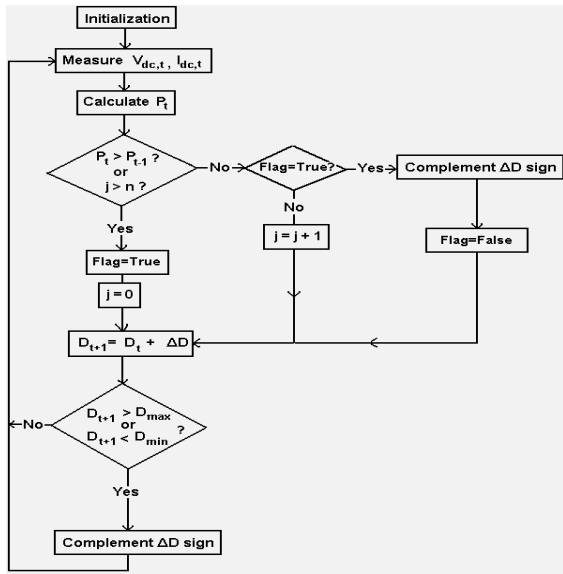 Initialization
Measure V_dc,t , I_dc,t
Calculate P_t
P_t > P_t-1 ?
or
j > n ?
No
Flag=True?
Yes
Complement ΔD sign
No
Yes
j = j + 1
Flag=False
Flag=True
j = 0
D_t+1 = D_t + ΔD
D_t+1 > D_max
or
D_t+1 < D_min
?
No
Yes
Complement ΔD sign